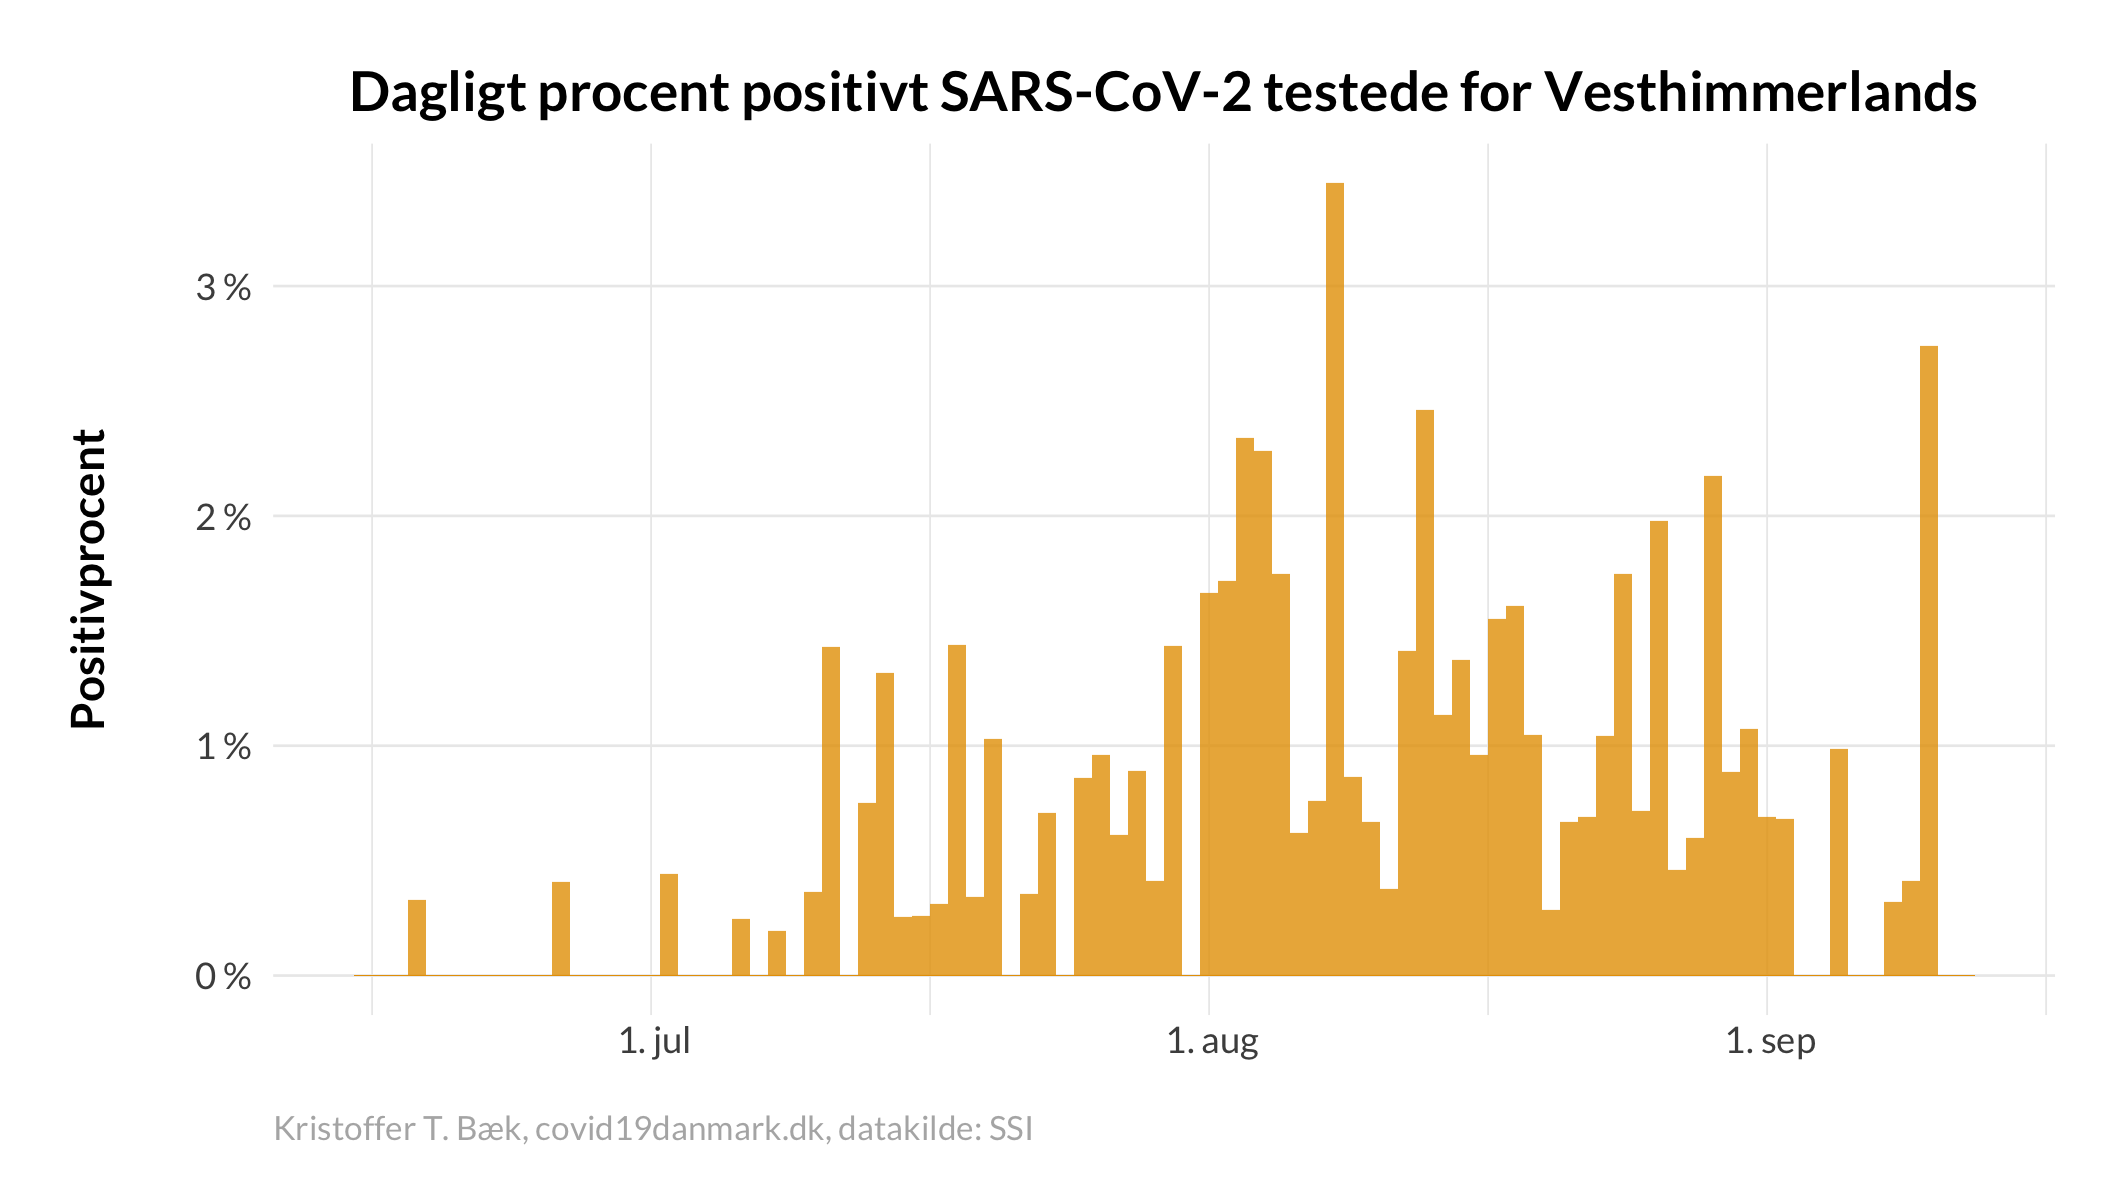 Dagligt procent positivt SARS-CoV-2 testede for Vesthimmerlands
Positivprocent
3 %
2 %
1 %
0 %
1. jul
1. aug
1. sep
Kristoffer T. Bæk, covid19danmark.dk, datakilde: SSI